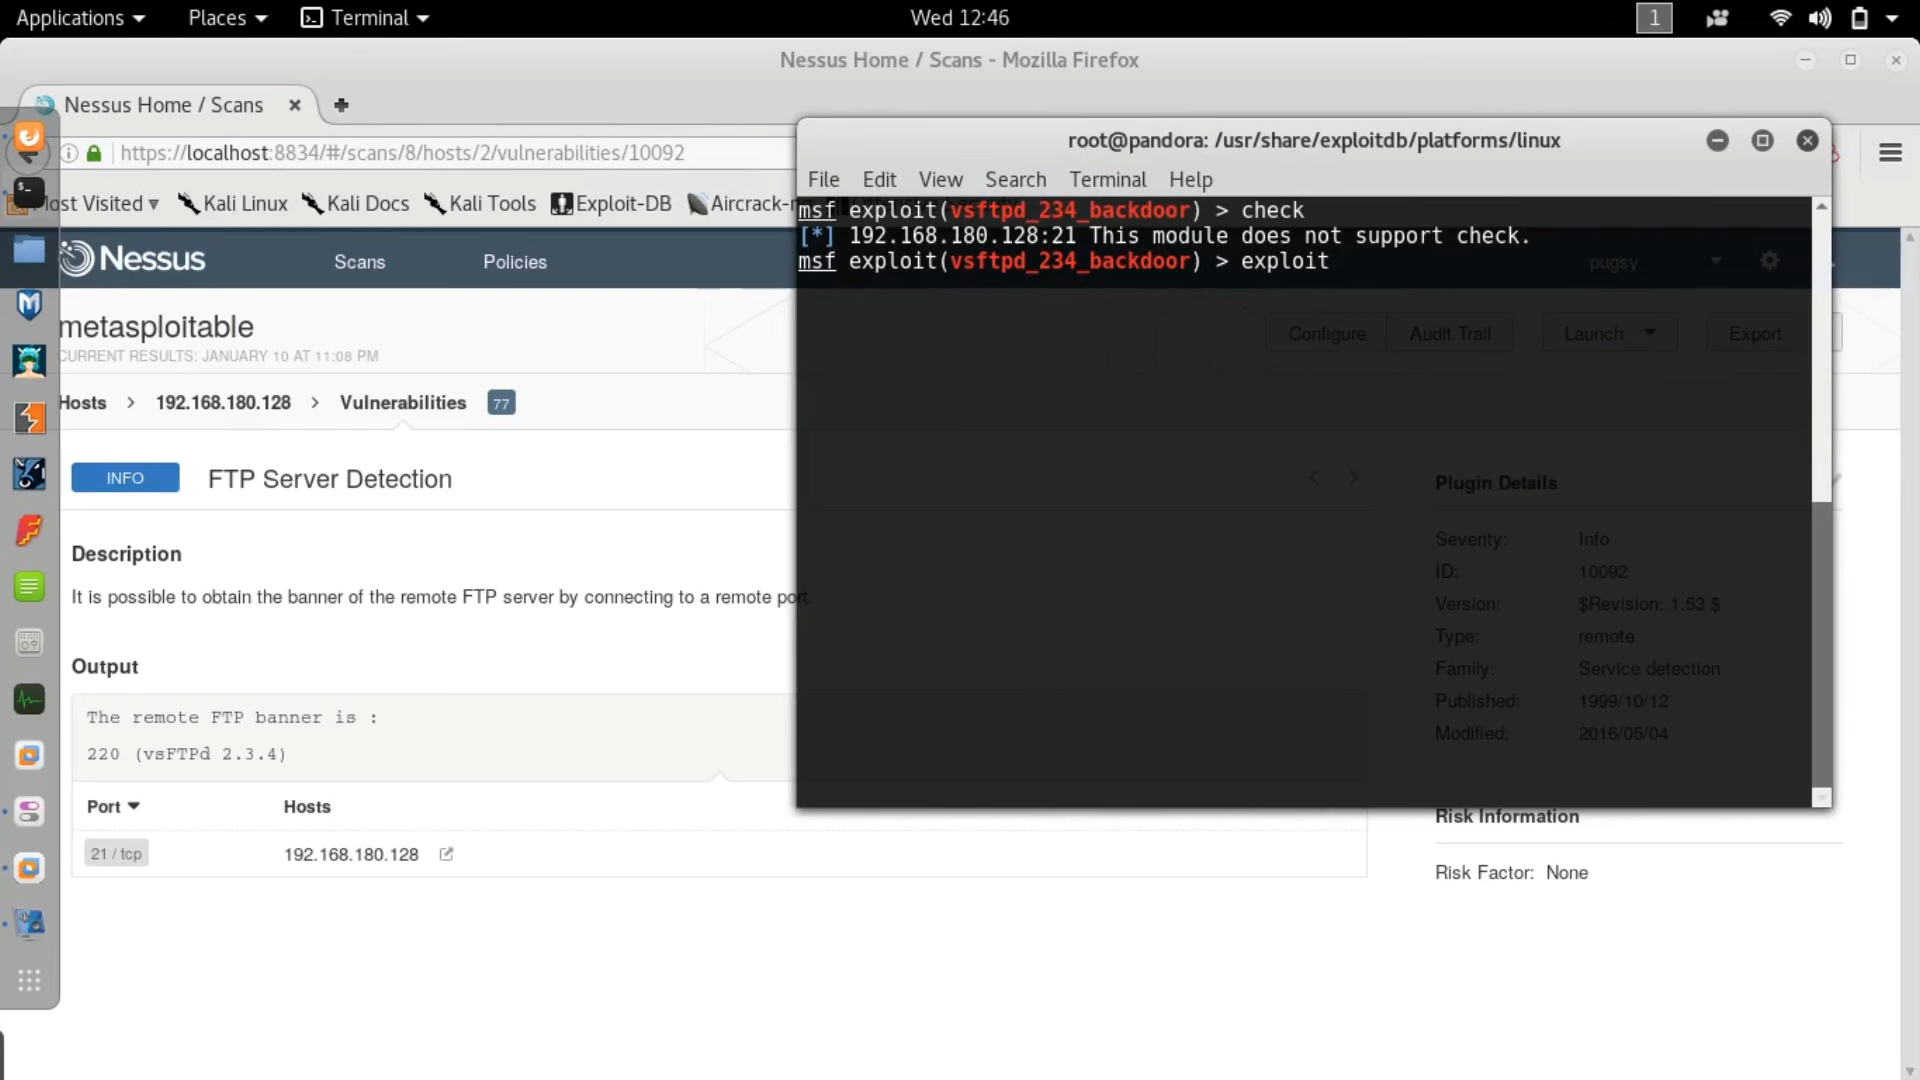 Applications
Places
Terminal
Wed 12:46
1
Nessus Home / Scans - Mozilla Firefox
Nessus Home / Scans
https://localhost:8834/#/scans/8/hosts/2/vulnerabilities/10092
ost Visited
Kali Linux
Kali Docs
Kali Tools
Exploit-DB
Aircrack-n
root@pandora: /usr/share/exploitdb/platforms/linux
File Edit View Search Terminal Help
msf exploit(vsftpd_234_backdoor) > check
[*] 192.168.180.128:21 This module does not support check.
msf exploit(vsftpd_234_backdoor) > exploit
Nessus
Scans
Policies
pugsy
metasploitable
CURRENT RESULTS: JANUARY 10 AT 11:08 PM
Configure
Audit Trail
Launch
Export
Hosts > 192.168.180.128 > Vulnerabilities 77
INFO
FTP Server Detection
Description
It is possible to obtain the banner of the remote FTP server by connecting to a remote port.
Output
The remote FTP banner is :
220 (vsFTPd 2.3.4)
Port
Hosts
21 / tcp
192.168.180.128
Plugin Details
Severity: Info
ID: 10092
Version: $Revision: 1.53 $
Type: remote
Family: Service detection
Published: 1999/10/12
Modified: 2016/05/04
Risk Information
Risk Factor: None